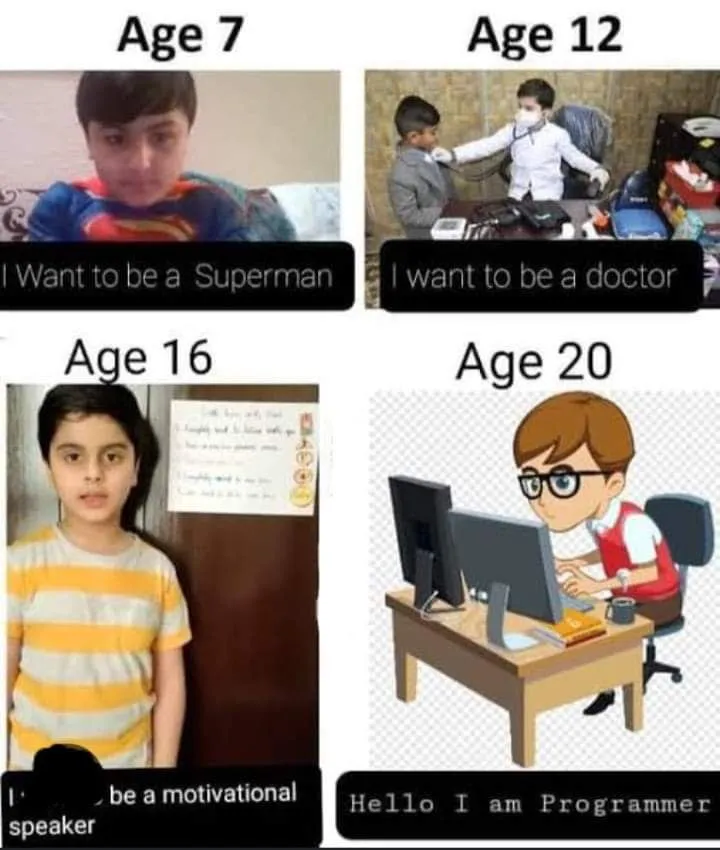 Age 7
Age 12
I Want to be a Superman
I want to be a doctor
Age 16
Age 20
I
be a motivational
speaker
Hello I am Programmer